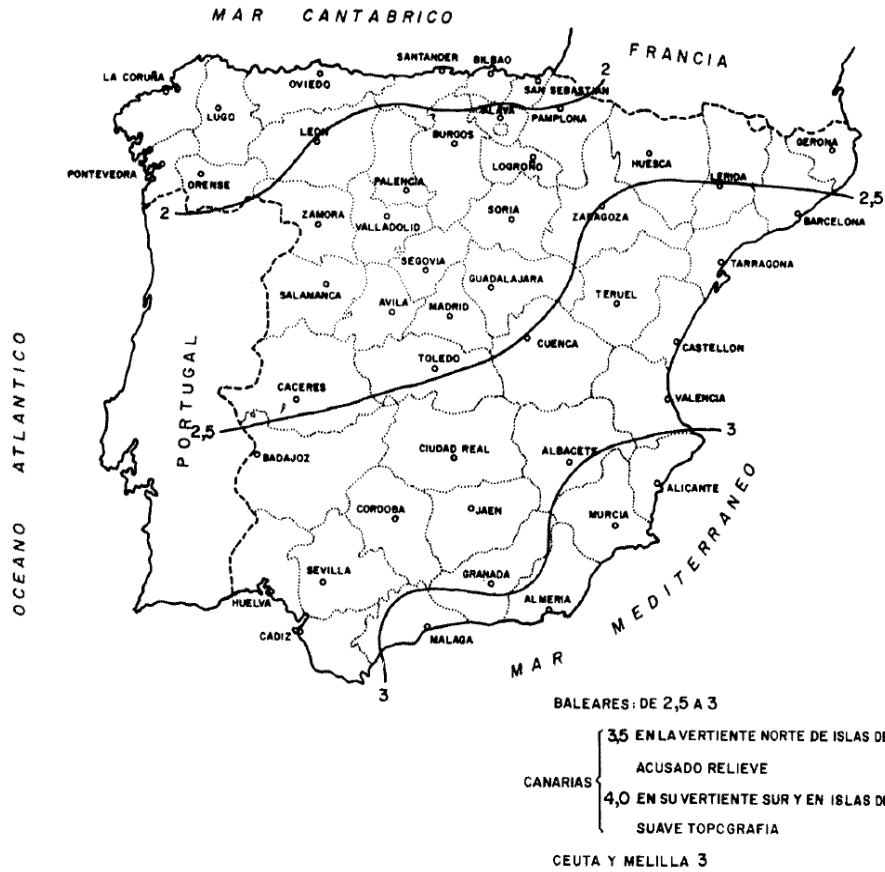 MAR CANTABRICO
FRANCIA
SANTANDER
BILBAO
LA CORUÑA
OVIEDO
SAN SEBASTIAN
2
LUGO
ALAVA
PAMPLONA
LEON
BURGOS
GERONA
LOGROÑO
HUESCA
PONTEVEDRA
ORENSE
PALENCIA
LERIDA
2,5
2
ZAMORA
VALLADOLID
SORIA
ZARAGOZA
BARCELONA
SEGOVIA
TARRAGONA
SALAMANCA
GUADALAJARA
TERUEL
AVILA
MADRID
OCEANO ATLANTICO
PORTUGAL
TOLEDO
CUENCA
CASTELLON
CACERES
VALENCIA
2,5
3
BADAJOZ
CIUDAD REAL
ALBACETE
ALICANTE
CORDOBA
JAEN
MURCIA
SEVILLA
GRANADA
HUELVA
ALMERIA
CADIZ
MALAGA
MAR MEDITERRANEO
3
BALEARES: DE 2,5 A 3
CANARIAS
3,5 EN LA VERTIENTE NORTE DE ISLAS DE
ACUSADO RELIEVE
4,0 EN SU VERTIENTE SUR Y EN ISLAS DE
SUAVE TOPCGRAFIA
CEUTA Y MELILLA 3